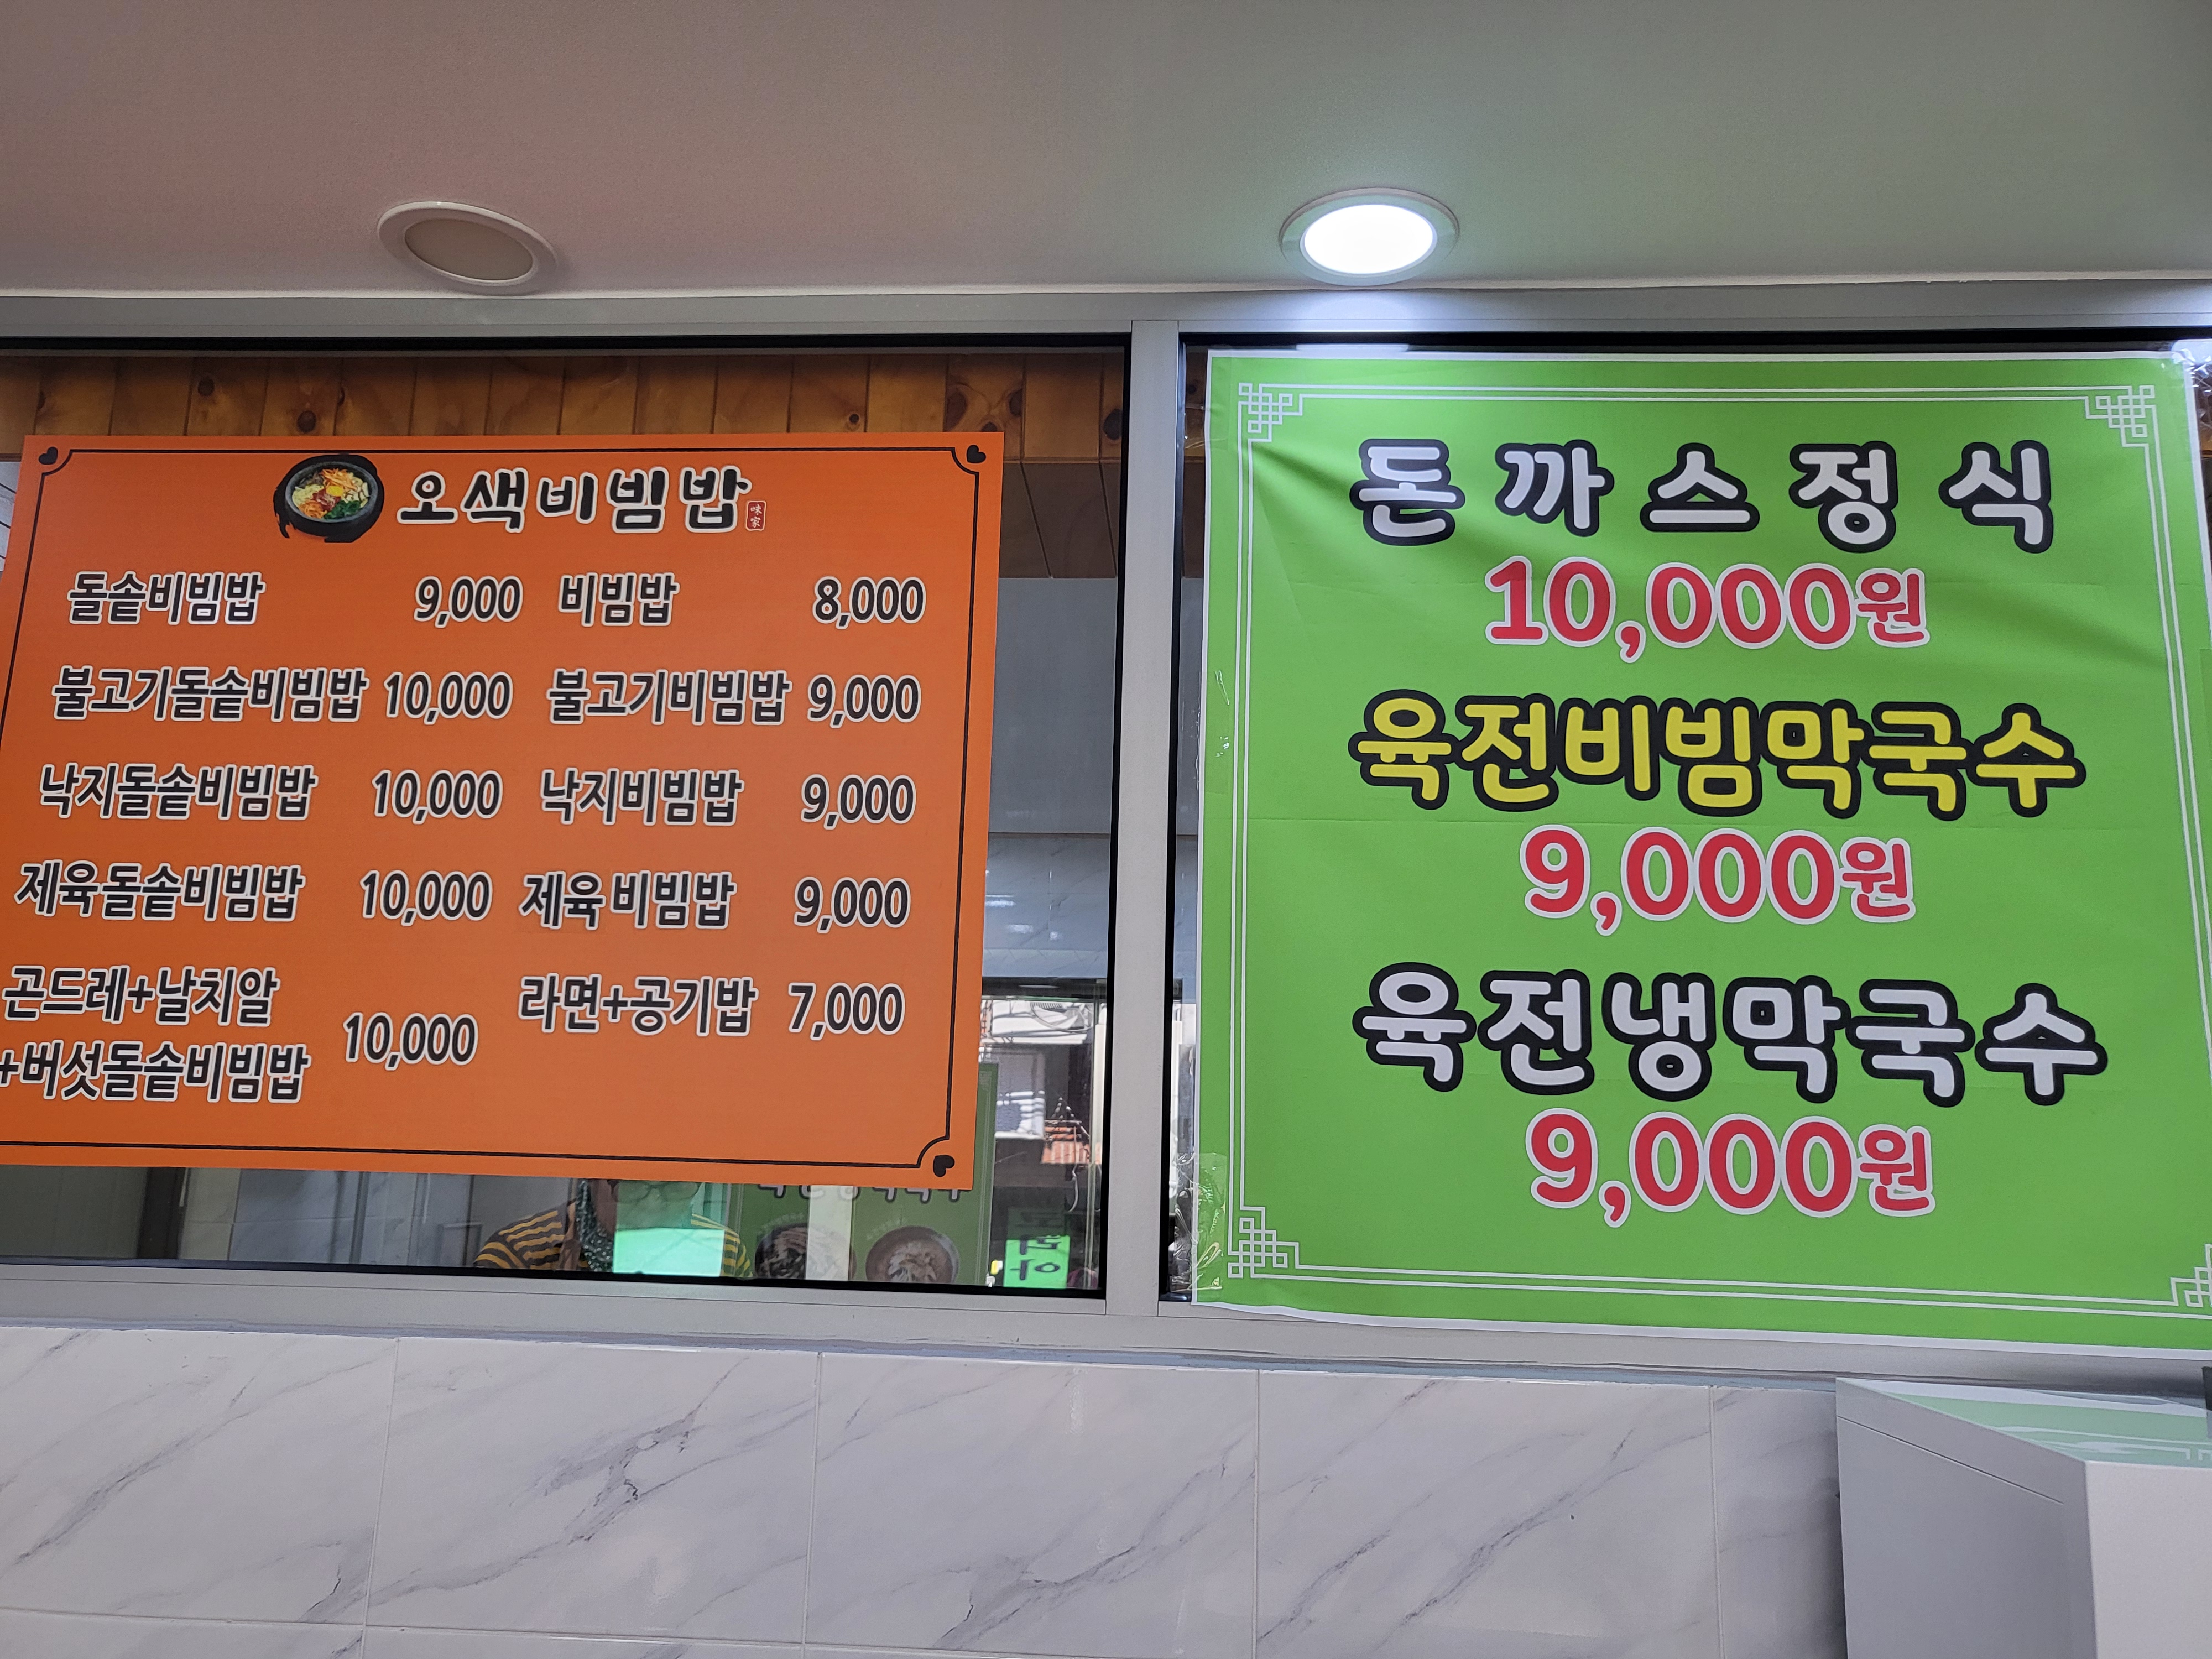 오색비빔밥
味家
돌솥비빔밥 9,000 비빔밥 8,000
불고기돌솥비빔밥 10,000 불고기비빔밥 9,000
낙지돌솥비빔밥 10,000 낙지비빔밥 9,000
제육돌솥비빔밥 10,000 제육비빔밥 9,000
곤드레+날치알
+버섯돌솥비빔밥 10,000
라면+공기밥 7,000
돈까스정식
10,000원
육전비빔막국수
9,000원
육전냉막국수
9,000원